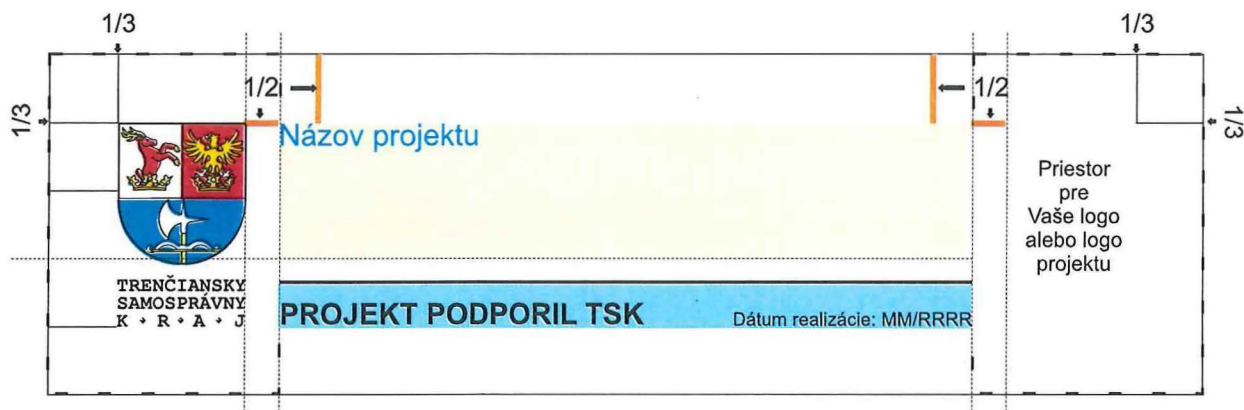 1/3
1/3
1/2
1/2
1/3
1/3
Názov projektu
Priestor
pre
Vaše logo
alebo logo
projektu
TRENČIANSKY
SAMOSPRÁVNY
K • R • A • J
PROJEKT PODPORIL TSK
Dátum realizácie: MM/RRRR